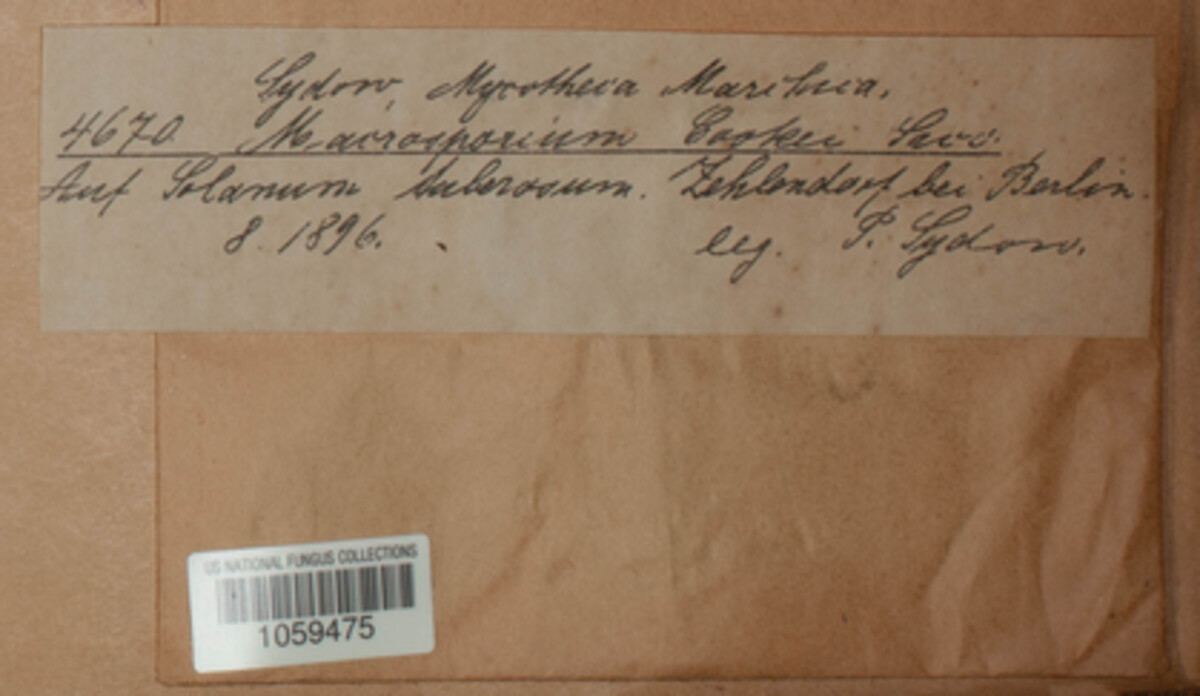 Sydow, Mycotheca Marchica.
4670 Macrosporium Cookei Sacc.
Auf Solanum tuberosum. Zehlendorf bei Berlin.
8. 1896. leg. P. Sydow.
US NATIONAL FUNGUS COLLECTIONS
1059475